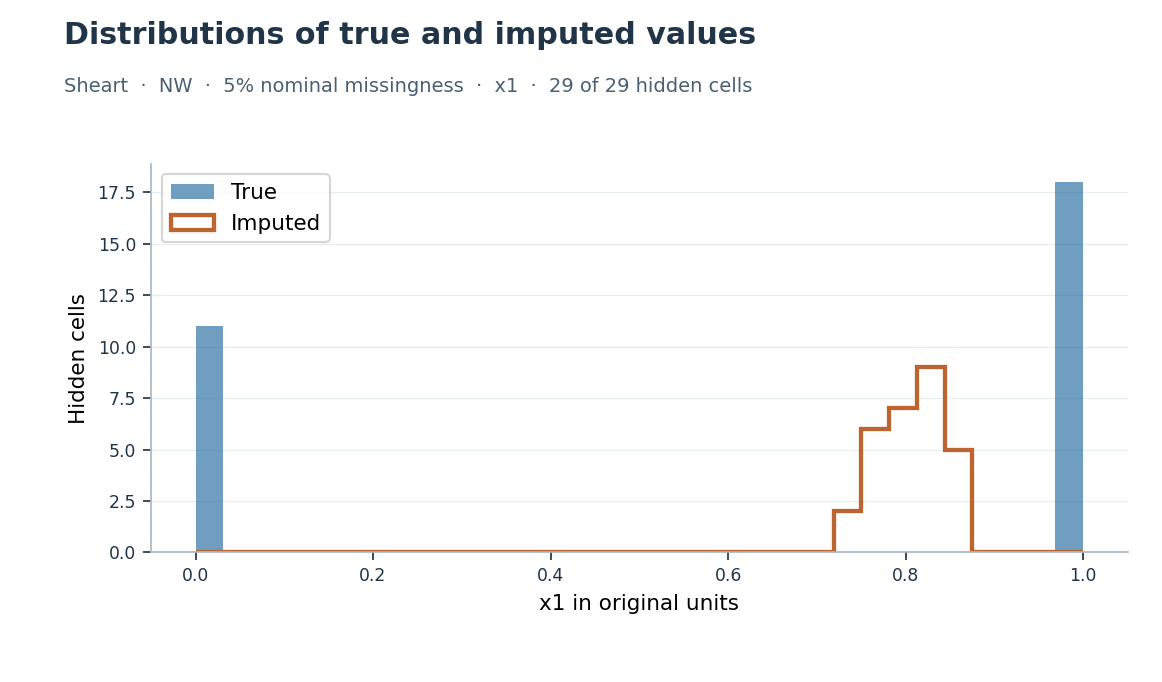 Distributions of true and imputed values
Sheart · NW · 5% nominal missingness · x1 · 29 of 29 hidden cells
True
Imputed
Hidden cells
17.5
15.0
12.5
10.0
7.5
5.0
2.5
0.0
0.0 0.2 0.4 0.6 0.8 1.0
x1 in original units